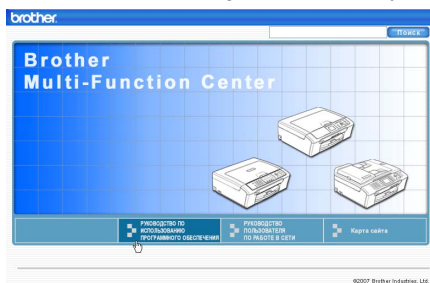 brother
Поиск
Brother
Multi-Function Center
РУКОВОДСТВО ПО
ИСПОЛЬЗОВАНИЮ
ПРОГРАММНОГО ОБЕСПЕЧЕНИЯ
РУКОВОДСТВО
ПОЛЬЗОВАТЕЛЯ
ПО РАБОТЕ В СЕТИ
Карта сайта
©2007 Brother Industries, Ltd.